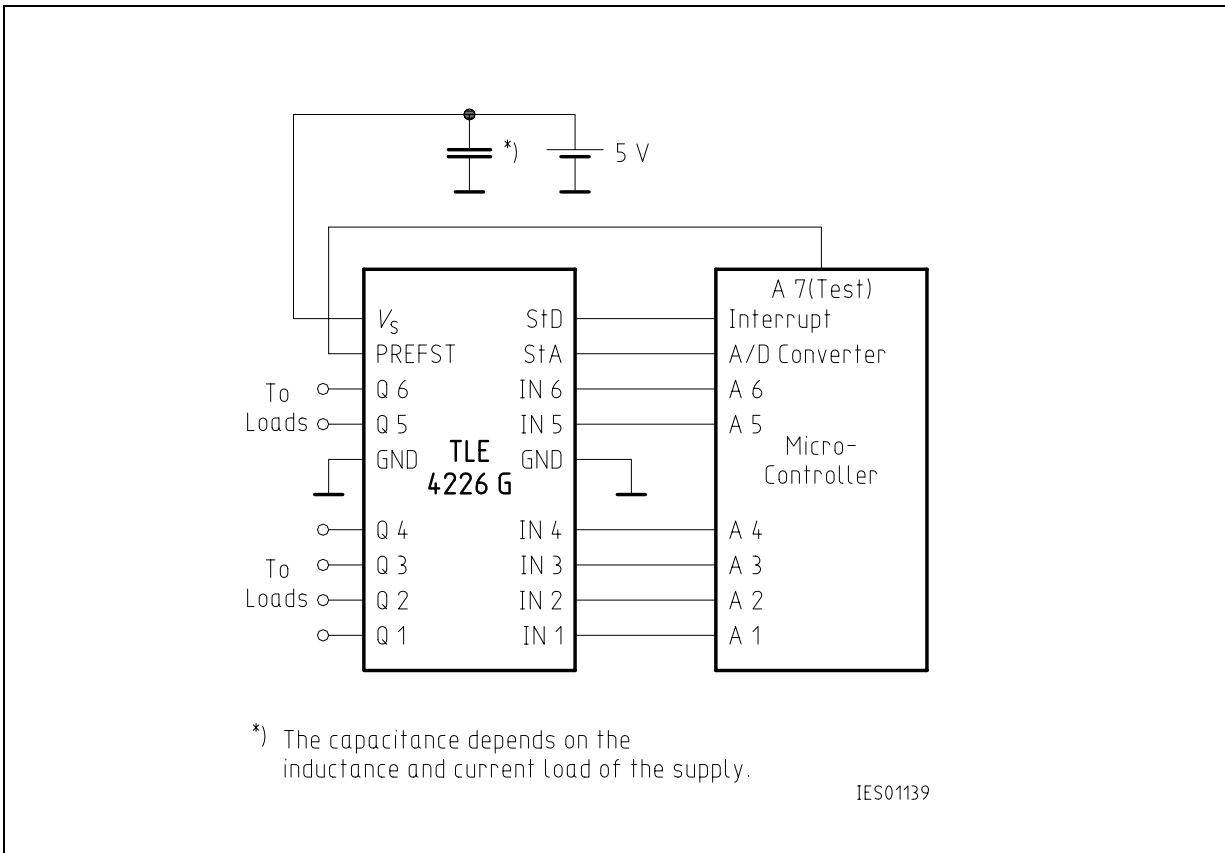 *) 5 V
A 7(Test)
VS StD Interrupt
PREFST StA A/D Converter
To
Loads
Q 6 IN 6 A 6
Q 5 IN 5 A 5
GND TLE
4226 G GND
Micro-
Controller
Q 4 IN 4 A 4
To
Loads
Q 3 IN 3 A 3
Q 2 IN 2 A 2
Q 1 IN 1 A 1
*) The capacitance depends on the
inductance and current load of the supply.
IES01139